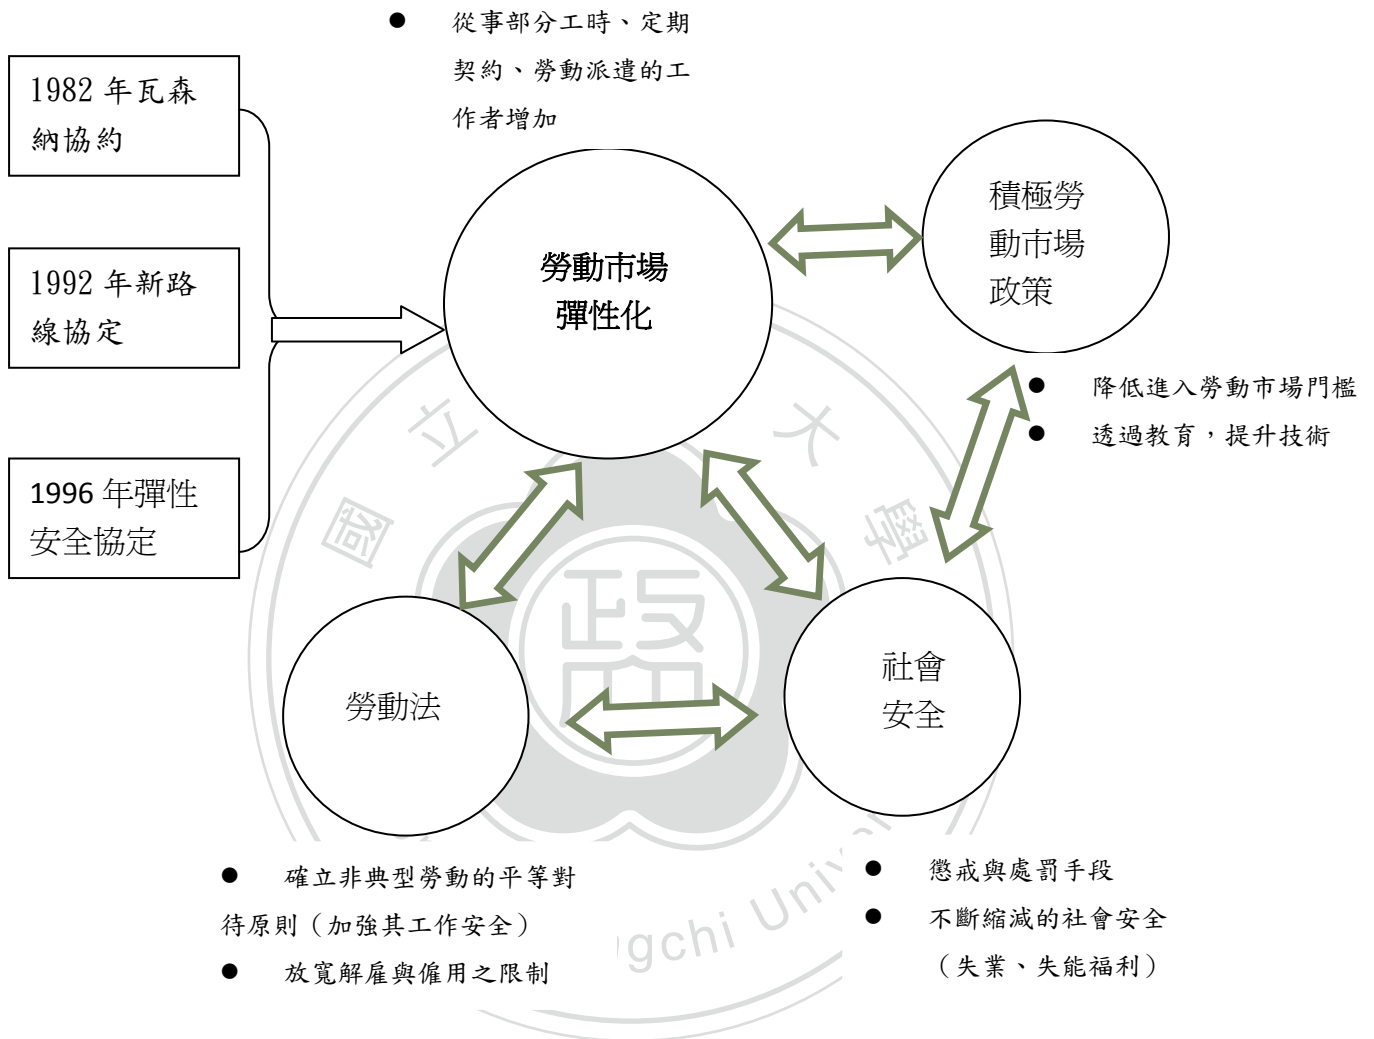 ● 從事部分工時、定期
契約、勞動派遣的工
作者增加
1982 年瓦森
納協約
1992 年新路
線協定
1996 年彈性
安全協定
勞動市場
彈性化
積極勞
動市場
政策
● 降低進入勞動市場門檻
● 透過教育，提升技術
勞動法
社會
安全
● 確立非典型勞動的平等對
待原則（加強其工作安全）
● 放寬解雇與僱用之限制
● 懲戒與處罰手段
● 不斷縮減的社會安全
（失業、失能福利）
國立
大學
政
gchi Univer